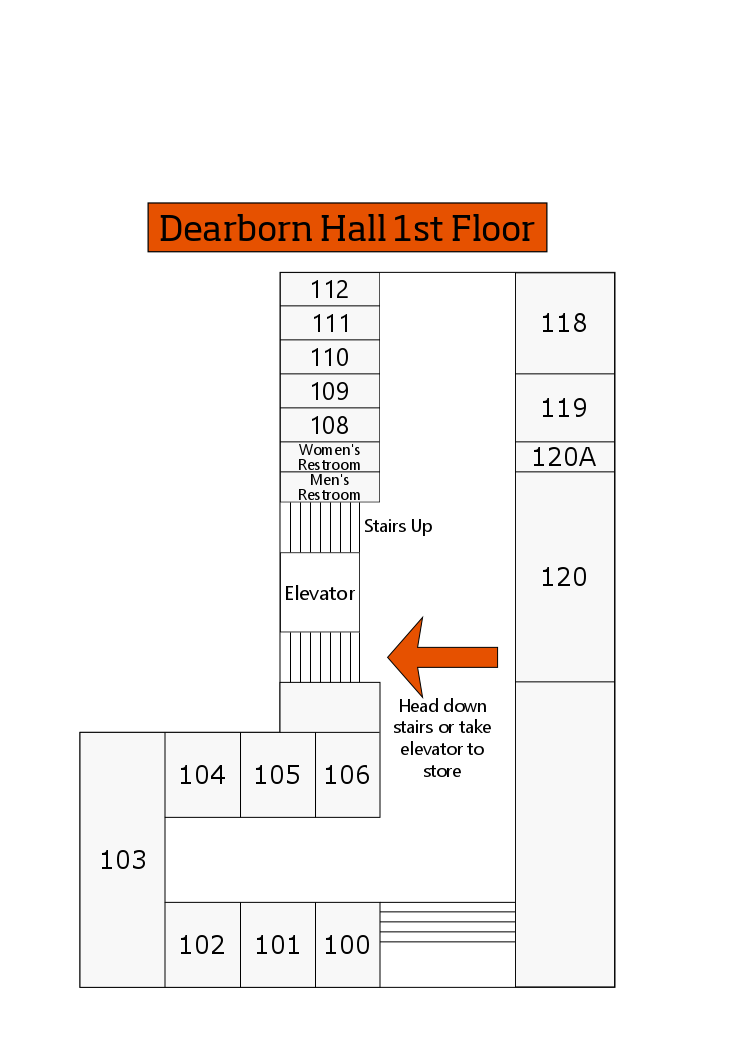 Dearborn Hall 1st Floor
112
111
110
109
108
Women's
Restroom
Men's
Restroom
Stairs Up
Elevator
118
119
120A
120
Head down
stairs or take
elevator to
store
104
105
106
103
102
101
100